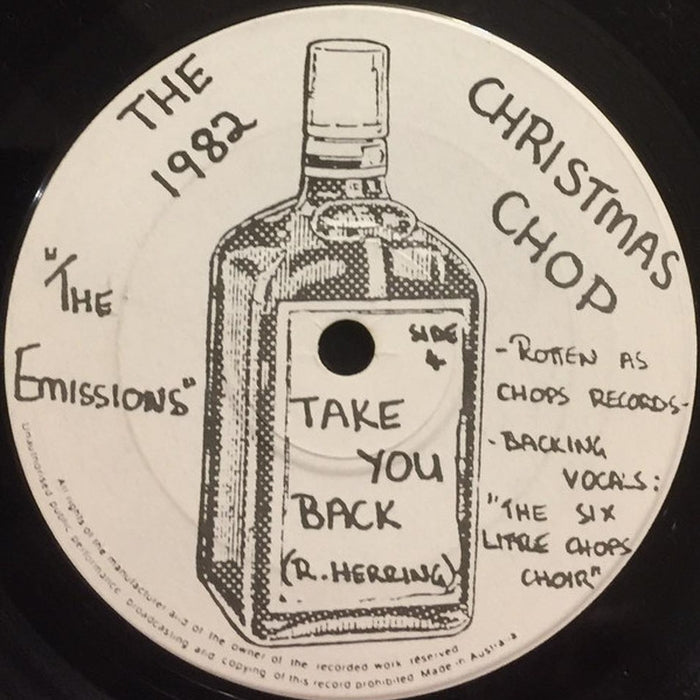 THE
1982
CHRISTMAS
CHOP
"THE
EMISSIONS"
SIDE
TAKE
YOU
BACK
(R. HERRING)
- ROTTEN AS
CHOPS RECORDS-
- BACKING
VOCALS:
"THE SIX
LITTLE CHOPS
CHOIR"
All rights of the manufacturer and of the owner of the recorded work reserved
Unauthorised public performance broadcasting and copying of this record prohibited Made in Australia